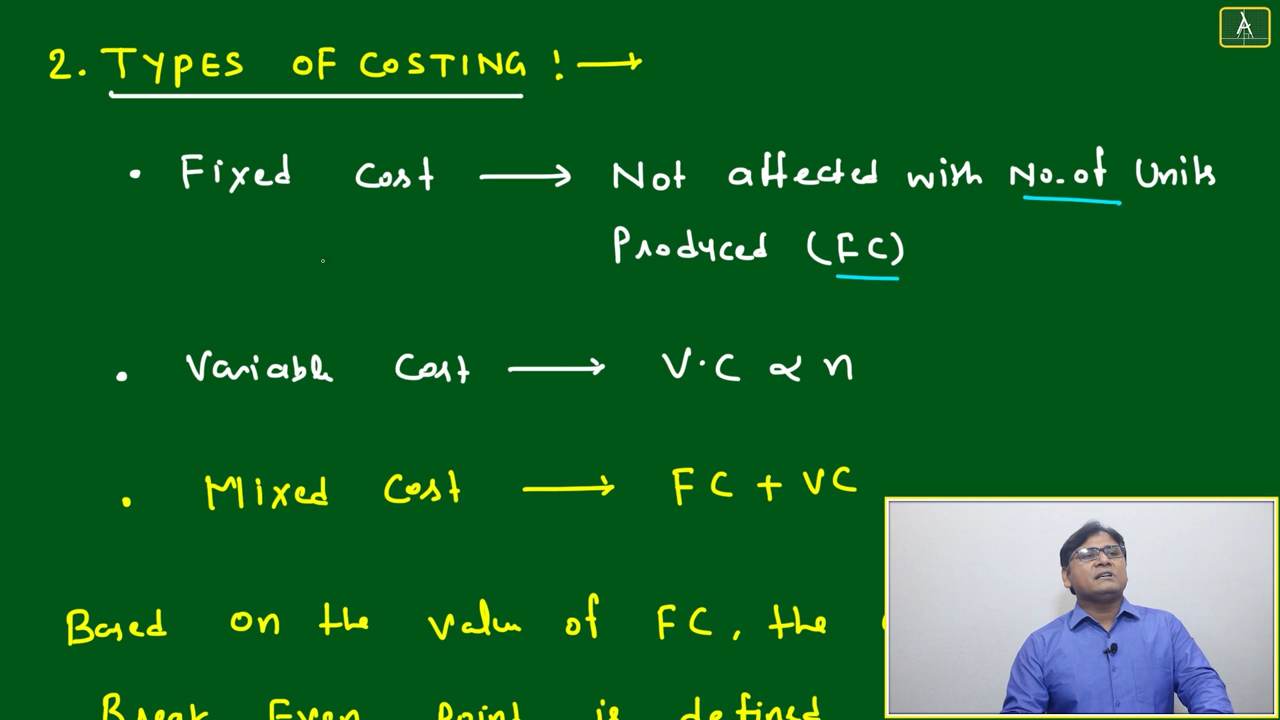 2. TYPES OF COSTING :→
• Fixed Cost → Not affected with No. of Units
Produced (FC)
• Variable Cost → V.C ∝ n
• Mixed Cost → FC + VC
Based on the value of FC, the
Break Even Point is defined